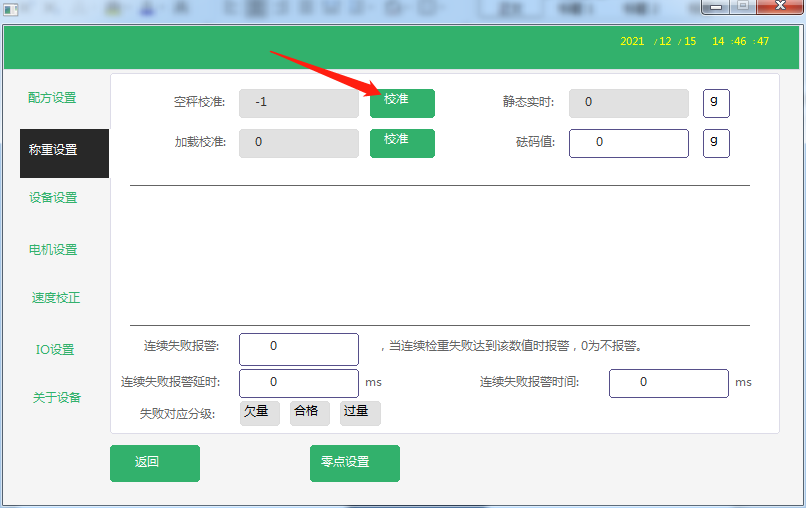 2021 /12 /15 14 :46 :47
配方设置
称重设置
设备设置
电机设置
速度校正
IO设置
关于设备
空秤校准: -1 校准 静态实时: 0 g
加载校准: 0 校准 砝码值: 0 g
连续失败报警: 0 ，当连续检重失败达到该数值时报警，0为不报警。
连续失败报警延时: 0 ms 连续失败报警时间: 0 ms
失败对应分级: 欠量 合格 过量
返回 零点设置